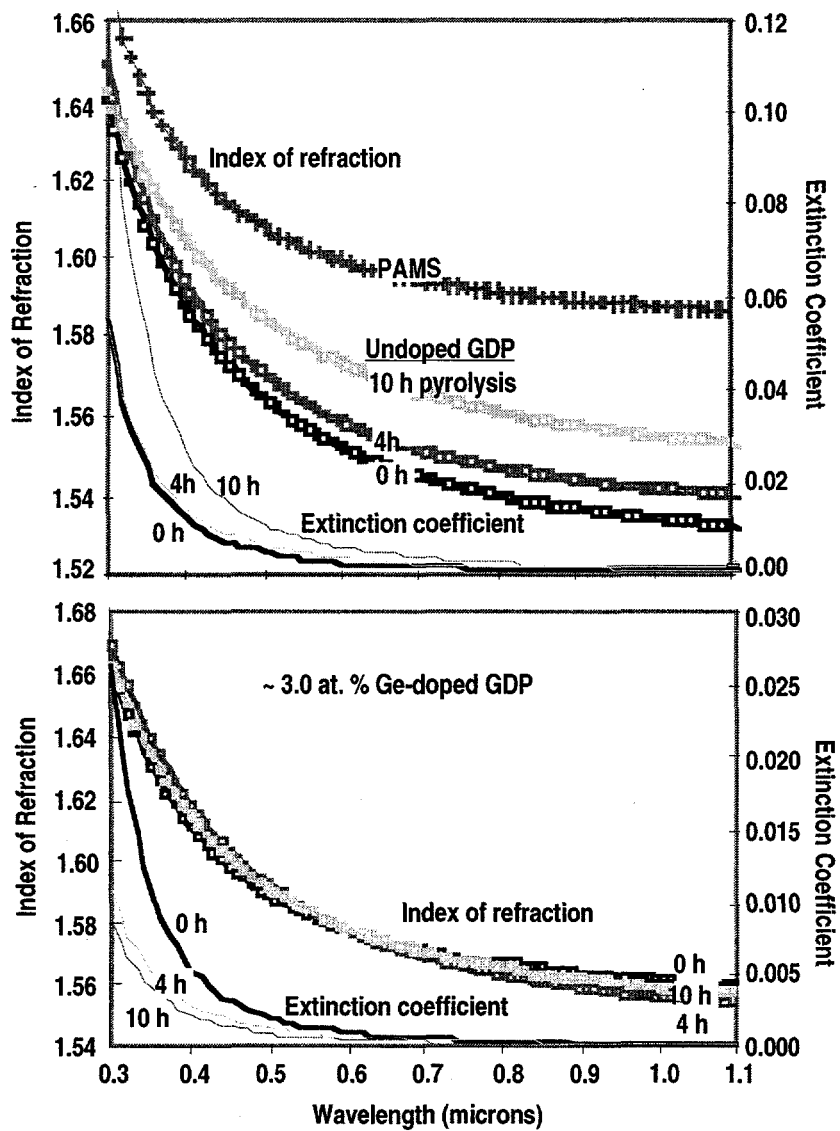 1.66
1.64
1.62
1.60
1.58
1.56
1.54
1.52
Index of Refraction
0.12
0.10
0.08
0.06
0.04
0.02
0.00
Extinction Coefficient
Index of refraction
PAMS
Undoped GDP
10 h pyrolysis
4h
0 h
10 h
4h
0 h
Extinction coefficient
1.68
1.66
1.64
1.62
1.60
1.58
1.56
1.54
Index of Refraction
0.030
0.025
0.020
0.015
0.010
0.005
0.000
Extinction Coefficient
~ 3.0 at. % Ge-doped GDP
Index of refraction
0 h
10 h
4 h
0 h
4 h
10 h
Extinction coefficient
0.3 0.4 0.5 0.6 0.7 0.8 0.9 1.0 1.1
Wavelength (microns)